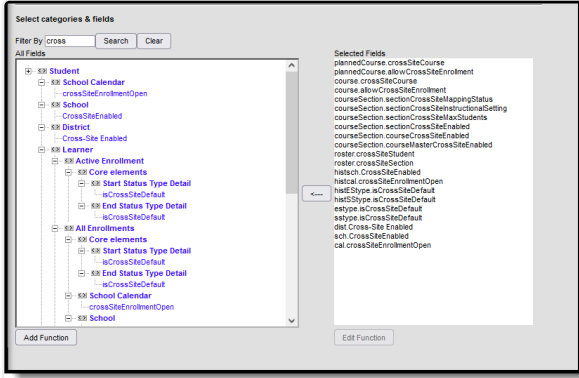 Select categories & fields
Filter By cross Search Clear
All Fields
Student
School Calendar
crossSiteEnrollmentOpen
School
CrossSiteEnabled
District
Cross-Site Enabled
Learner
Active Enrollment
Core elements
Start Status Type Detail
isCrossSiteDefault
End Status Type Detail
isCrossSiteDefault
All Enrollments
Core elements
Start Status Type Detail
isCrossSiteDefault
End Status Type Detail
isCrossSiteDefault
School Calendar
crossSiteEnrollmentOpen
School
Add Function
<---
Selected Fields
plannedCourse.crossSiteCourse
plannedCourse.allowCrossSiteEnrollment
course.crossSiteCourse
course.allowCrossSiteEnrollment
courseSection.sectionCrossSiteMappingStatus
courseSection.sectionCrossSiteInstructionalSetting
courseSection.sectionCrossSiteMaxStudents
courseSection.sectionCrossSiteEnabled
courseSection.courseCrossSiteEnabled
courseSection.courseMasterCrossSiteEnabled
roster.crossSiteStudent
roster.crossSiteSection
histsch.CrossSiteEnabled
histcal.crossSiteEnrollmentOpen
histEStype.isCrossSiteDefault
histSStype.isCrossSiteDefault
estype.isCrossSiteDefault
sstype.isCrossSiteDefault
dist.Cross-Site Enabled
sch.CrossSiteEnabled
cal.crossSiteEnrollmentOpen
Edit Function